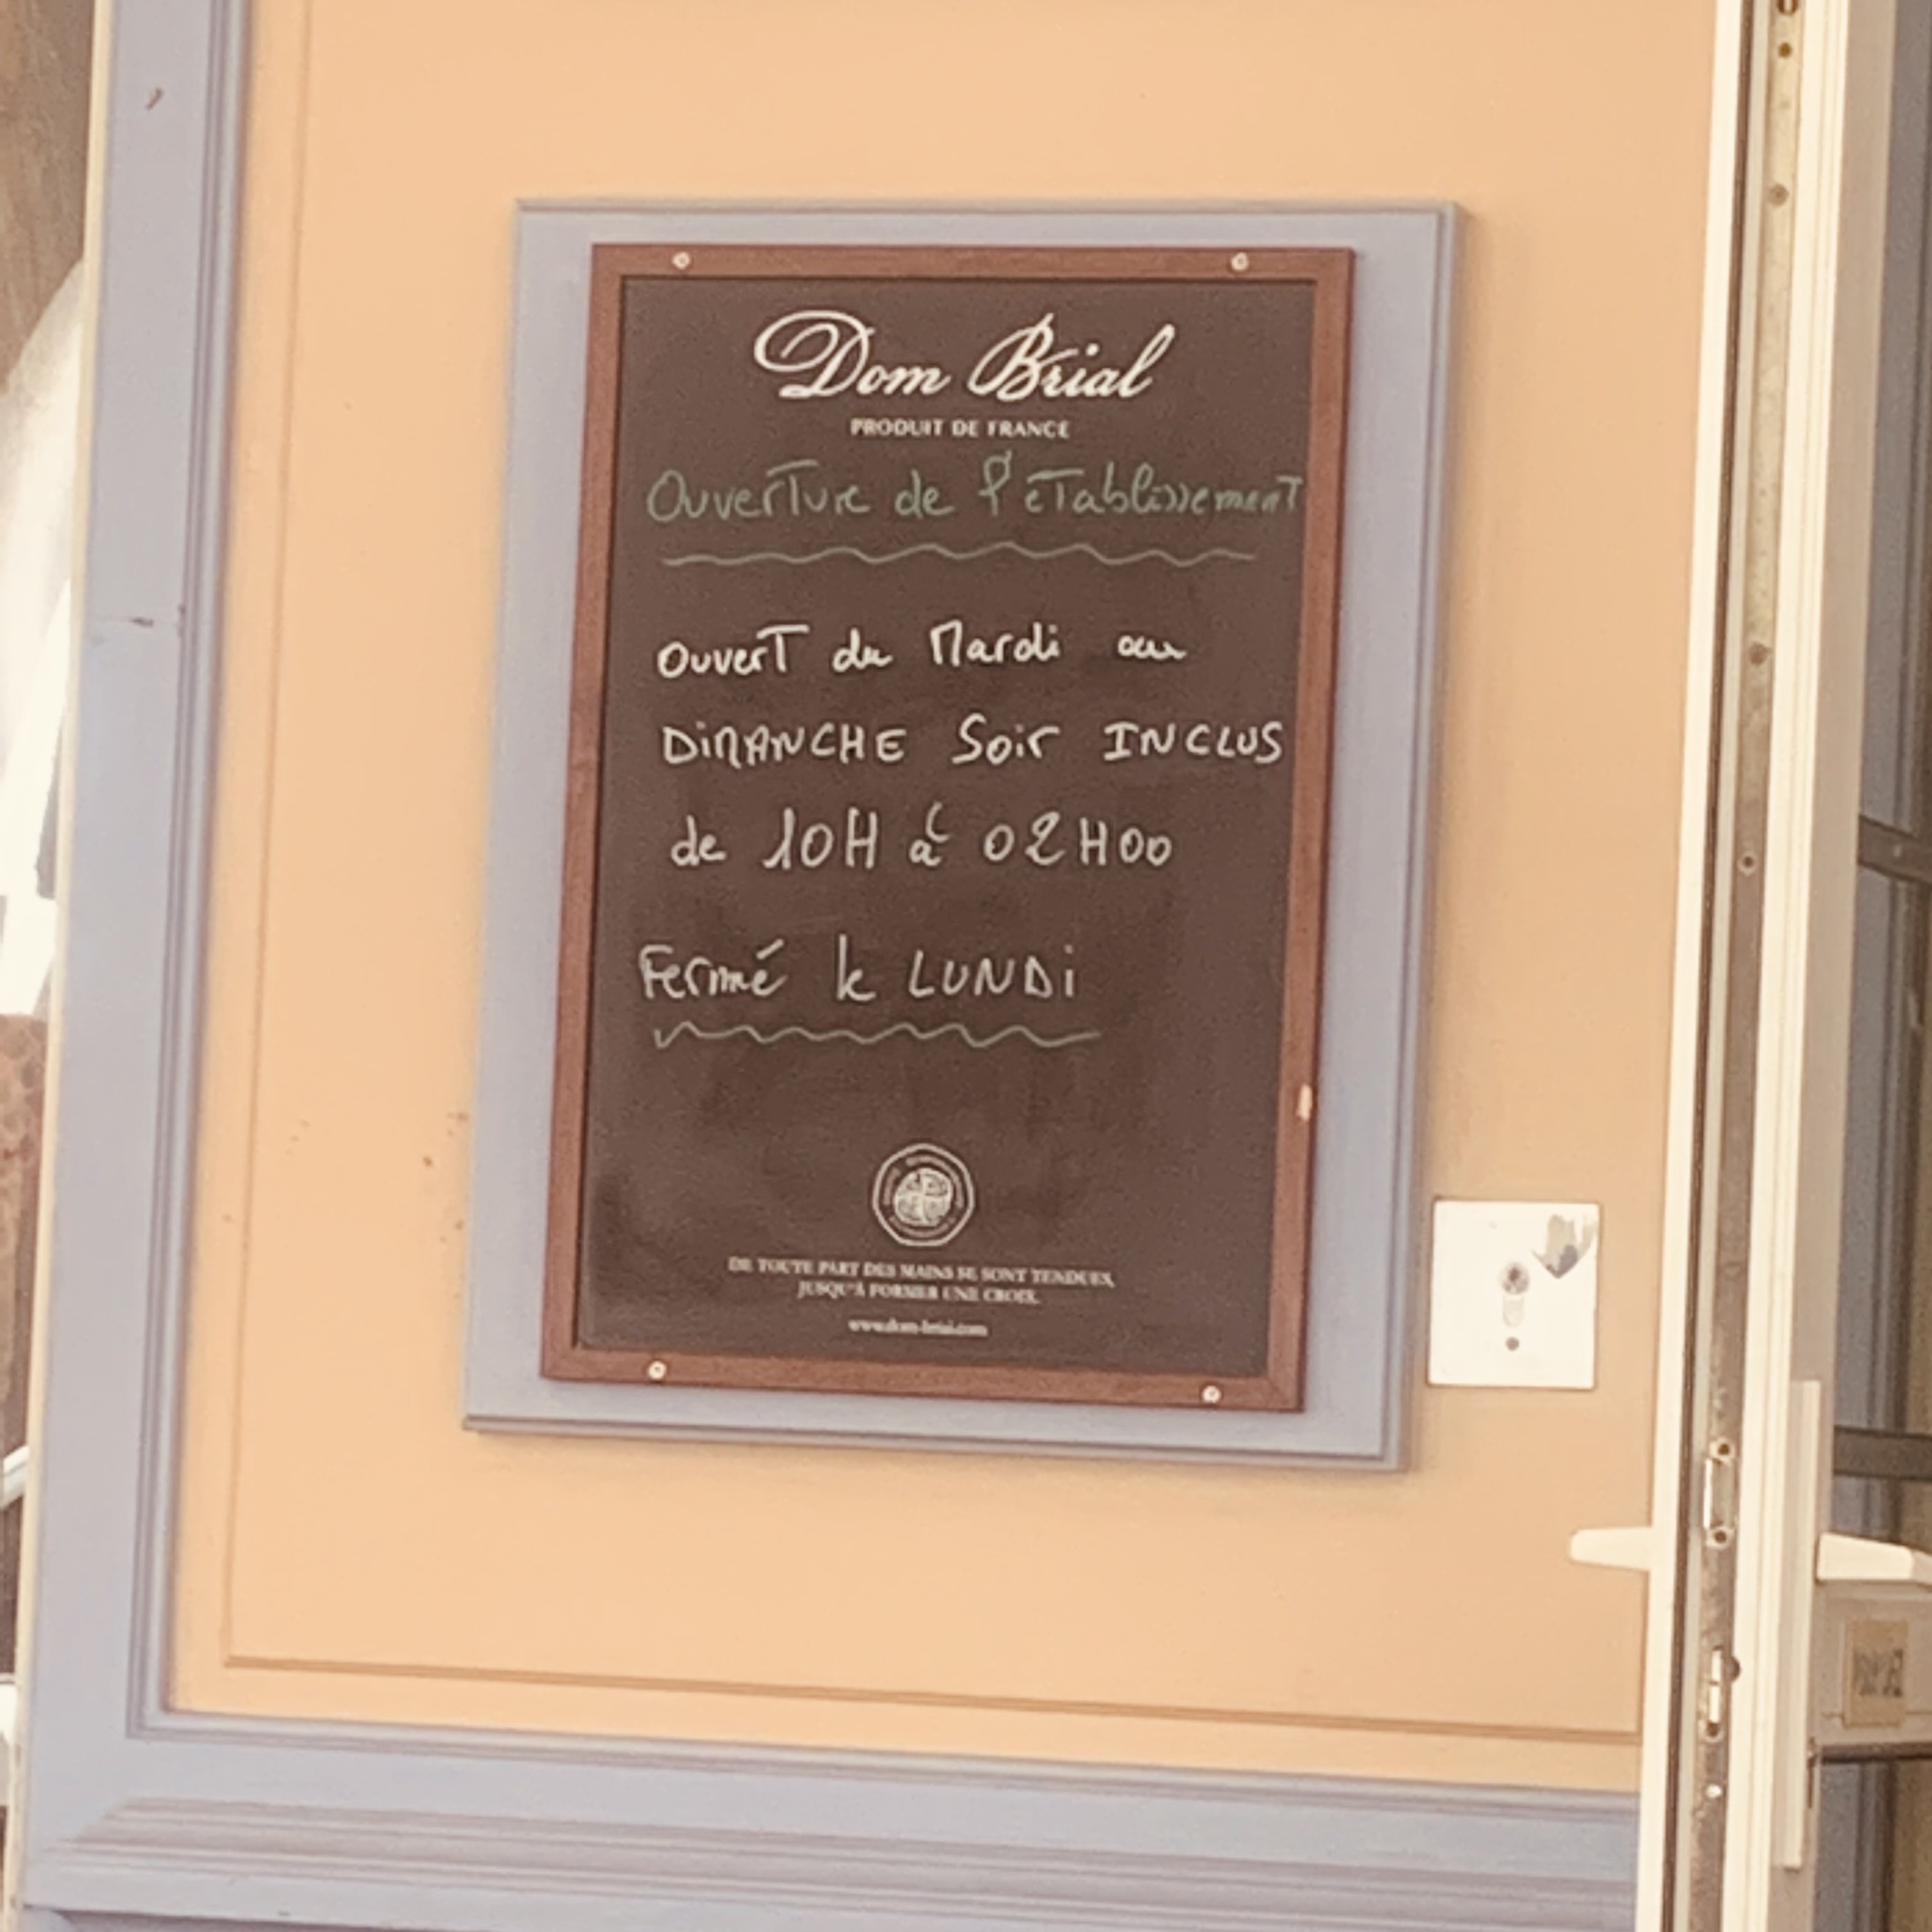 Dom Brial
PRODUIT DE FRANCE
OuverTure de l'éTablissemenT
OuverT du Mardi au
DiMANCHE Soir INCLUS
de 10H à 02H00
Fermé le LUNDi
DE TOUTE PART DES MAINS SE SONT TENDUES,
JUSQU'À FORMER UNE CROIX.
www.dom-brial.com